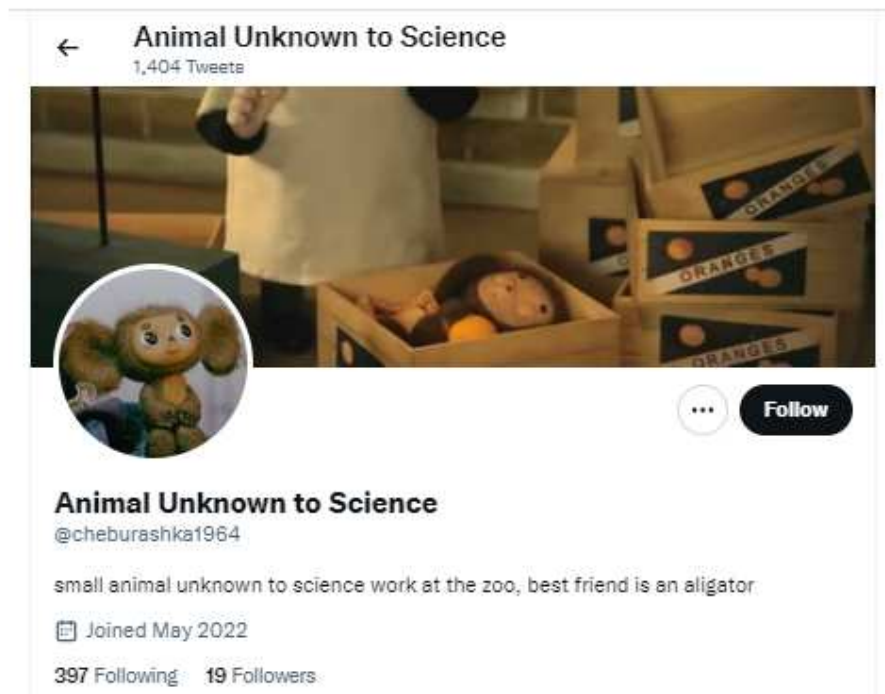 Animal Unknown to Science
1,404 Tweets
ORANGES
ORANGES
ORANGES
Follow
Animal Unknown to Science
@cheburashka1964
small animal unknown to science work at the zoo, best friend is an aligator
Joined May 2022
397 Following 19 Followers